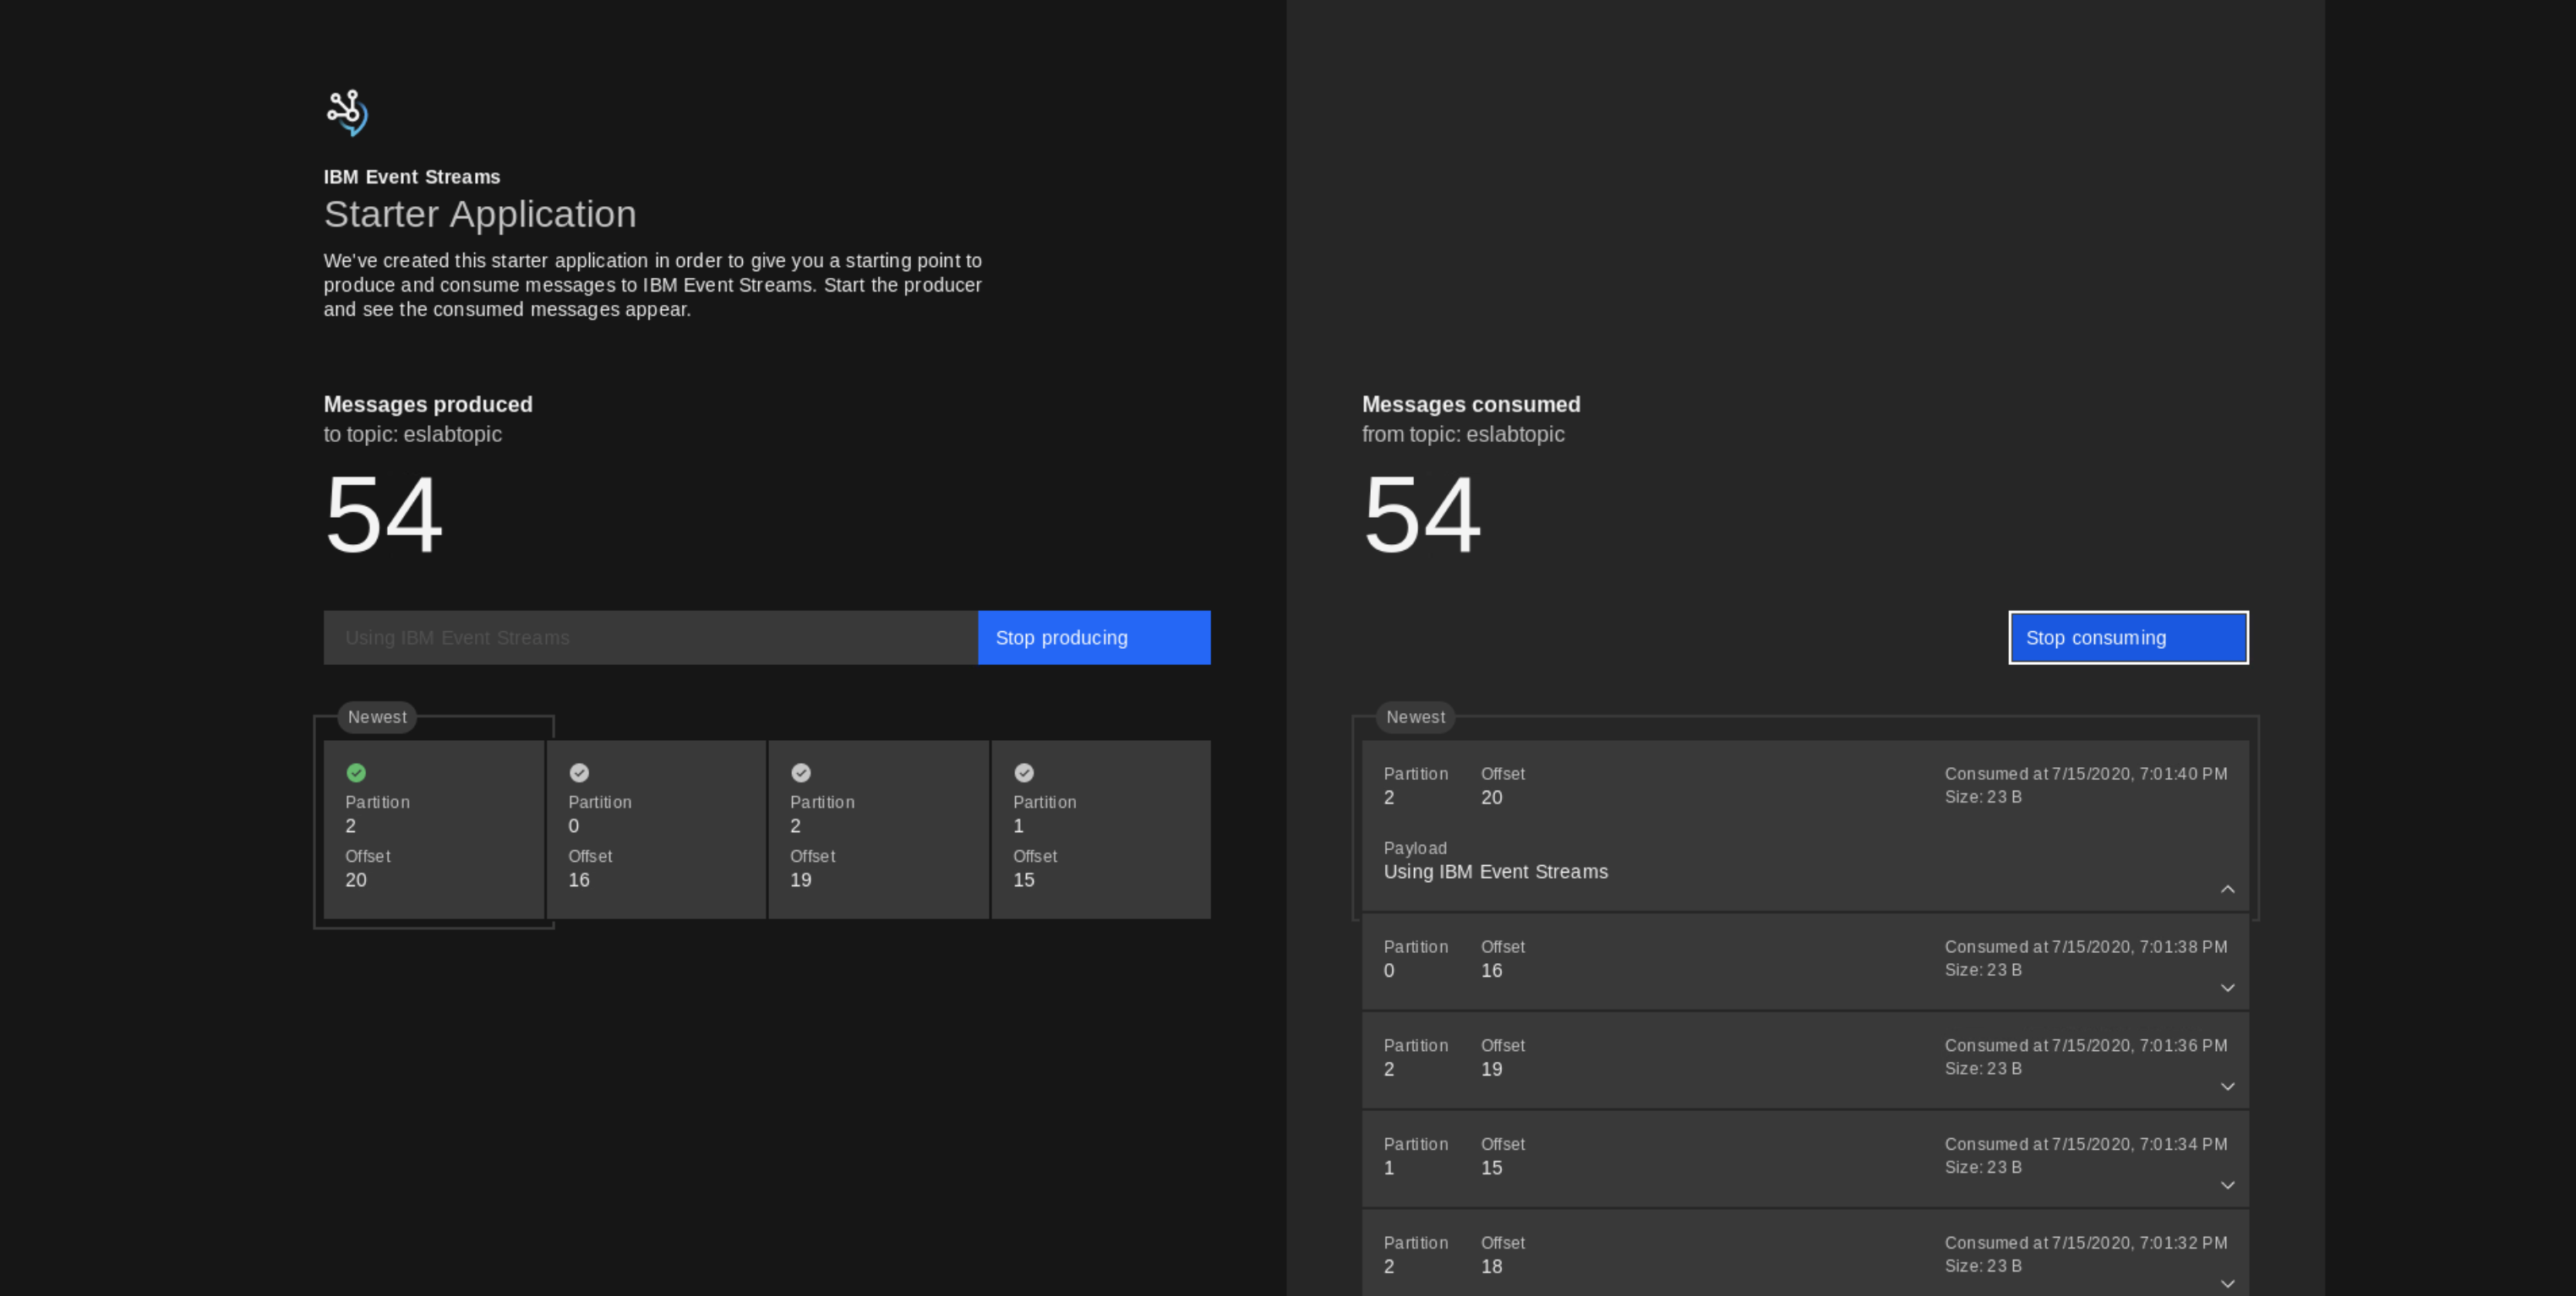 IBM Event Streams
Starter Application
We've created this starter application in order to give you a starting point to
produce and consume messages to IBM Event Streams. Start the producer
and see the consumed messages appear.
Messages produced
to topic: eslabtopic
54
Using IBM Event Streams
Stop producing
Newest
Partition
2
Offset
20
Partition
0
Offset
16
Partition
2
Offset
19
Partition
1
Offset
15
Messages consumed
from topic: eslabtopic
54
Stop consuming
Newest
Partition Offset Consumed at 7/15/2020, 7:01:40 PM
2 20 Size: 23 B
Payload
Using IBM Event Streams
Partition Offset Consumed at 7/15/2020, 7:01:38 PM
0 16 Size: 23 B
Partition Offset Consumed at 7/15/2020, 7:01:36 PM
2 19 Size: 23 B
Partition Offset Consumed at 7/15/2020, 7:01:34 PM
1 15 Size: 23 B
Partition Offset Consumed at 7/15/2020, 7:01:32 PM
2 18 Size: 23 B